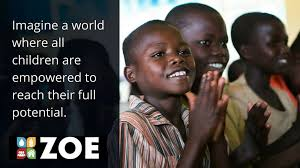 Imagine a world
where all
children are
empowered to
reach their full
potential.
ZOE